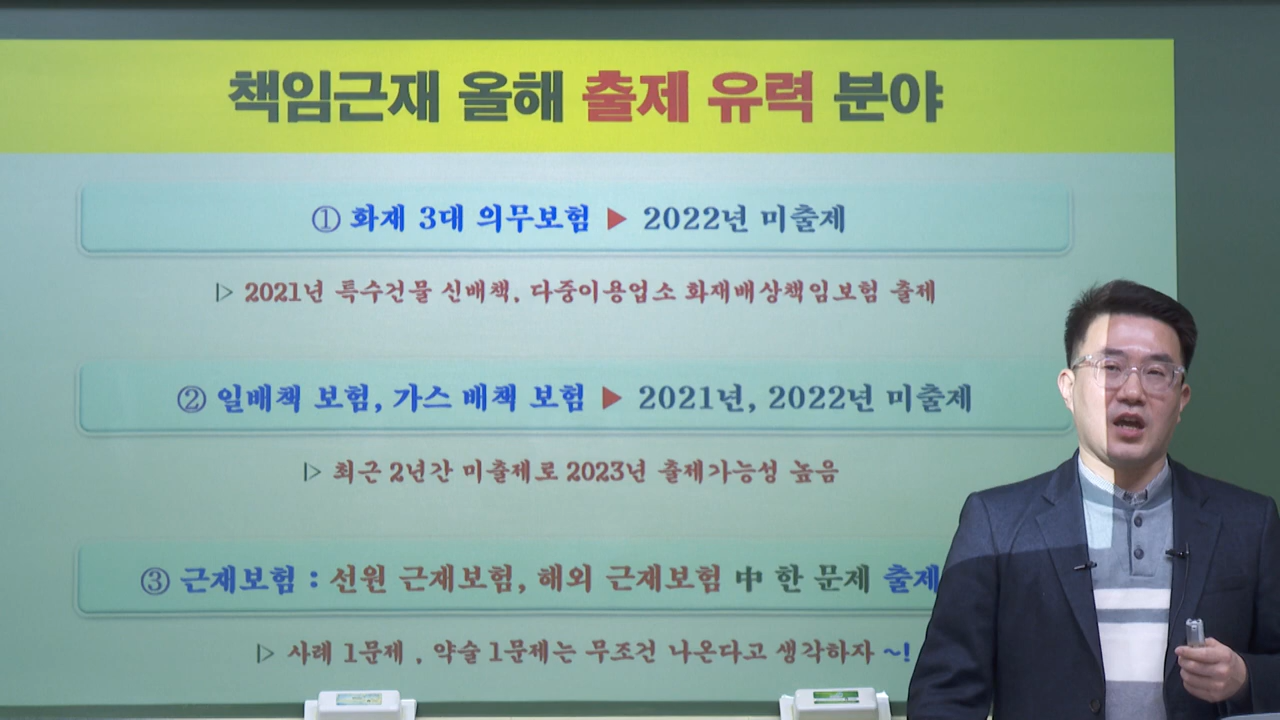 책임근재 올해 출제 유력 분야
① 화재 3대 의무보험 ▶ 2022년 미출제
▷ 2021년 특수건물 신배책, 다중이용업소 화재배상책임보험 출제
② 일배책 보험, 가스 배책 보험 ▶ 2021년, 2022년 미출제
▷ 최근 2년간 미출제로 2023년 출제가능성 높음
③ 근재보험 : 선원 근재보험, 해외 근재보험 中 한 문제 출제
▷ 사례 1문제 , 약술 1문제는 무조건 나온다고 생각하자 ~!